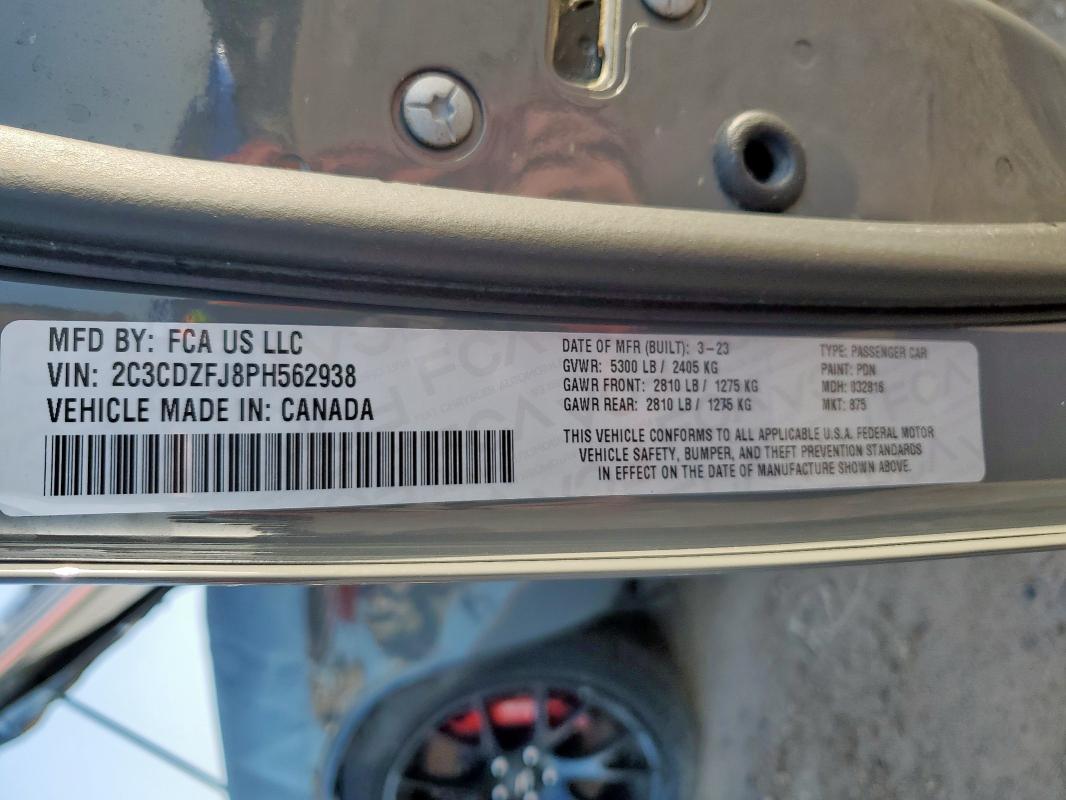 MFD BY: FCA US LLC
VIN: 2C3CDZFJ8PH562938
VEHICLE MADE IN: CANADA
DATE OF MFR (BUILT): 3-23
GVWR: 5300 LB / 2405 KG
GAWR FRONT: 2810 LB / 1275 KG
GAWR REAR: 2810 LB / 1275 KG
TYPE: PASSENGER CAR
PAINT: PDN
MDH: 032816
MKT: 875
THIS VEHICLE CONFORMS TO ALL APPLICABLE U.S.A. FEDERAL MOTOR
VEHICLE SAFETY, BUMPER, AND THEFT PREVENTION STANDARDS
IN EFFECT ON THE DATE OF MANUFACTURE SHOWN ABOVE.